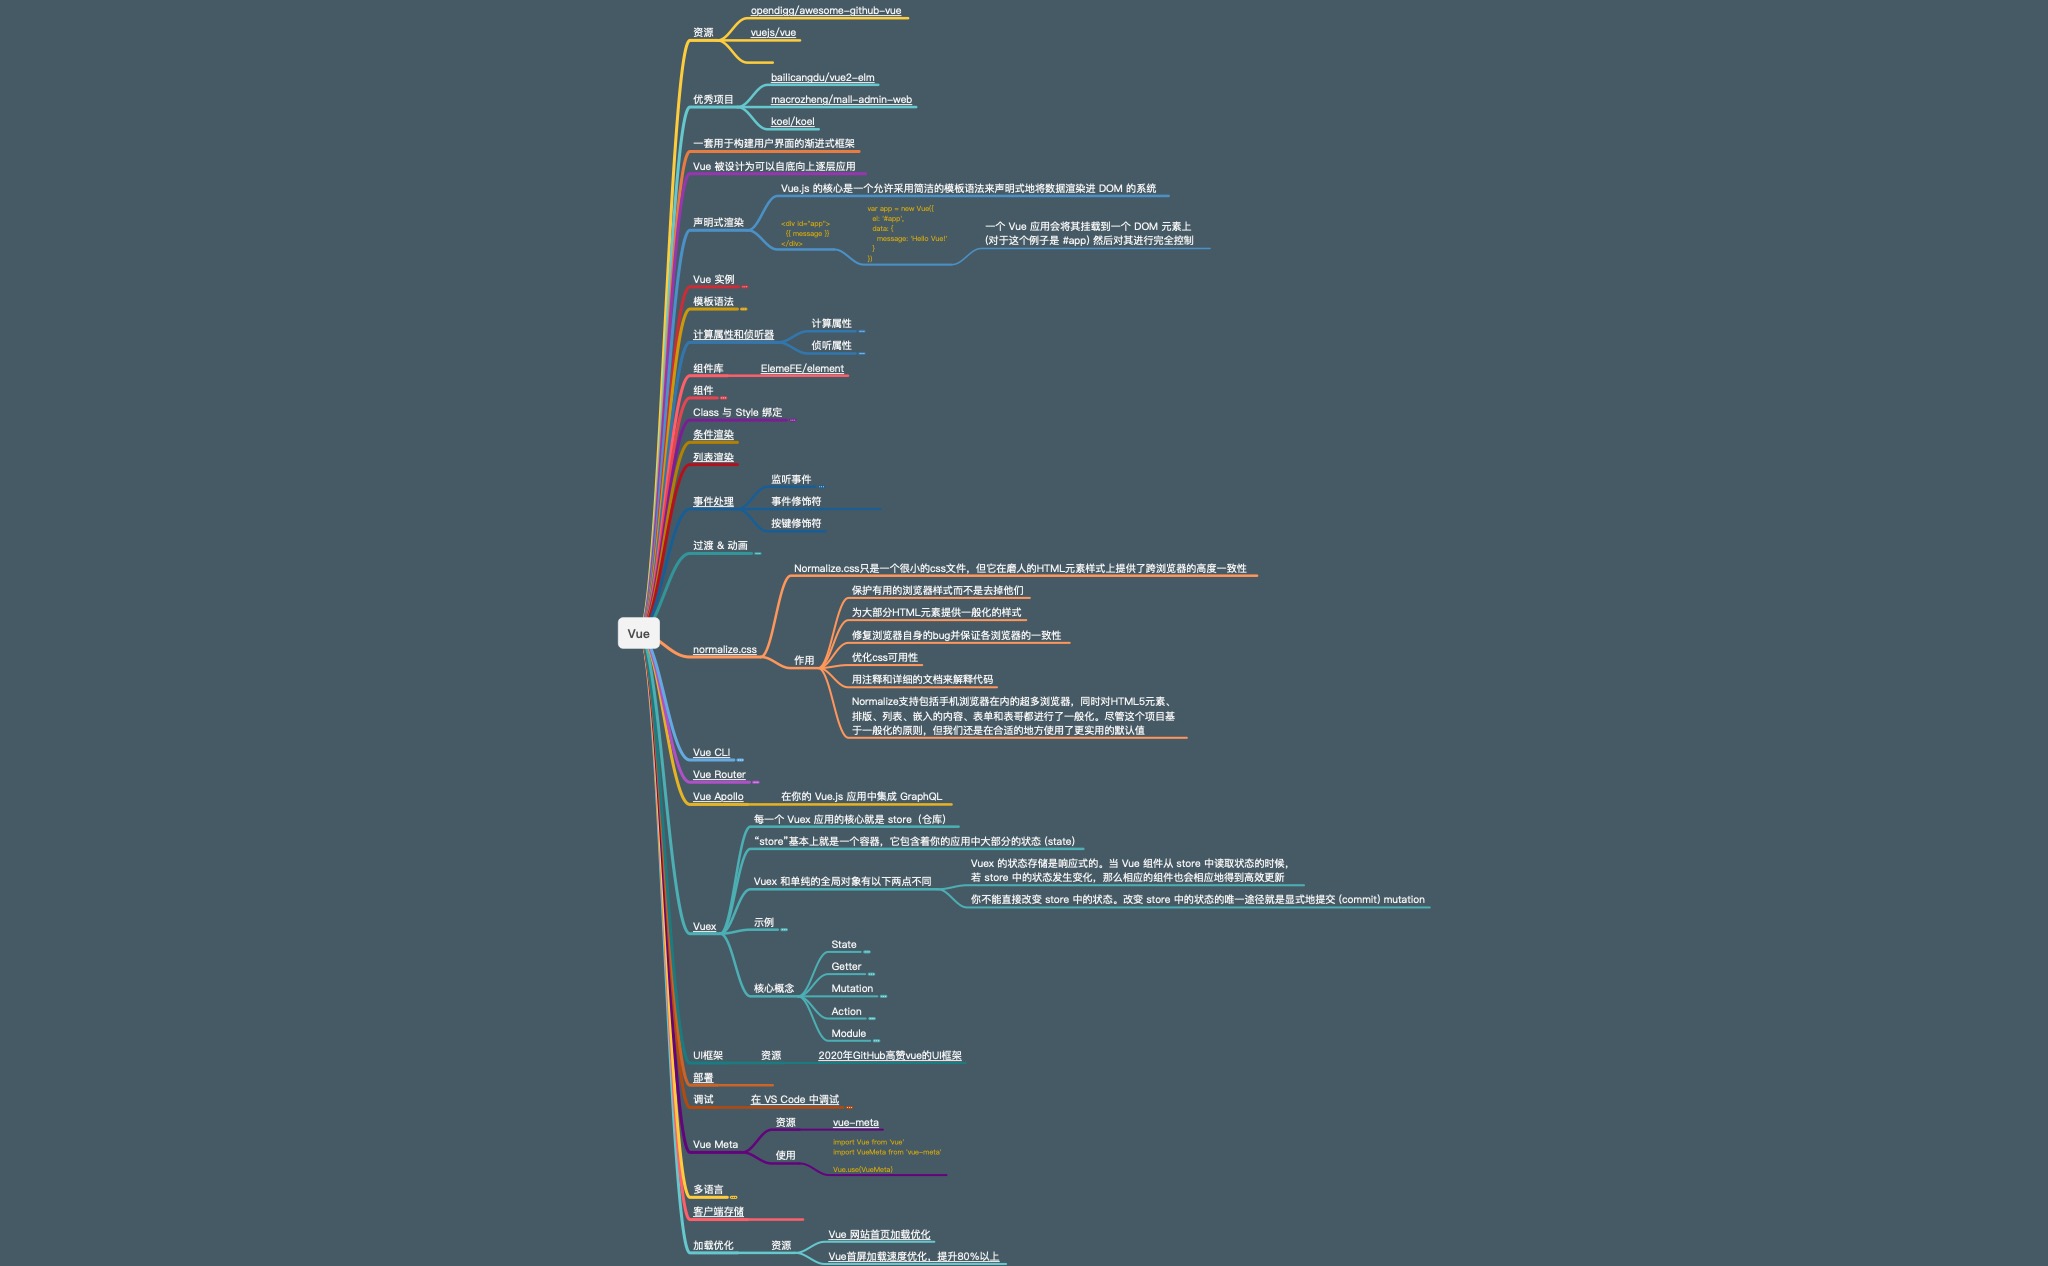 opendigg/awesome-github-vue
资源
vuejs/vue
bailicangdu/vue2-elm
优秀项目
macrozheng/mall-admin-web
koel/koel
一套用于构建用户界面的渐进式框架
Vue 被设计为可以自底向上逐层应用
Vue.js 的核心是一个允许采用简洁的模板语法来声明式地将数据渲染进 DOM 的系统
声明式渲染
<div id="app">
{{ message }}
</div>
var app = new Vue({
el: '#app',
data: {
message: 'Hello Vue!'
}
})
一个 Vue 应用会将其挂载到一个 DOM 元素上
(对于这个例子是 #app) 然后对其进行完全控制
Vue 实例
模板语法
计算属性和侦听器
计算属性
侦听属性
组件库
ElemeFE/element
组件
Class 与 Style 绑定
条件渲染
列表渲染
事件处理
监听事件
事件修饰符
按键修饰符
过渡 & 动画
Vue
normalize.css
Normalize.css只是一个很小的css文件，但它在磨人的HTML元素样式上提供了跨浏览器的高度一致性
作用
保护有用的浏览器样式而不是去掉他们
为大部分HTML元素提供一般化的样式
修复浏览器自身的bug并保证各浏览器的一致性
优化css可用性
用注释和详细的文档来解释代码
Normalize支持包括手机浏览器在内的超多浏览器，同时对HTML5元素、
排版、列表、嵌入的内容、表单和表哥都进行了一般化。尽管这个项目基
于一般化的原则，但我们还是在合适的地方使用了更实用的默认值
Vue CLI
Vue Router
Vue Apollo
在你的 Vue.js 应用中集成 GraphQL
Vuex
每一个 Vuex 应用的核心就是 store（仓库）
“store”基本上就是一个容器，它包含着你的应用中大部分的状态 (state)
Vuex 和单纯的全局对象有以下两点不同
Vuex 的状态存储是响应式的。当 Vue 组件从 store 中读取状态的时候，
若 store 中的状态发生变化，那么相应的组件也会相应地得到高效更新
你不能直接改变 store 中的状态。改变 store 中的状态的唯一途径就是显式地提交 (commit) mutation
示例
核心概念
State
Getter
Mutation
Action
Module
UI框架
资源
2020年GitHub高赞vue的UI框架
部署
调试
在 VS Code 中调试
Vue Meta
资源
vue-meta
使用
import Vue from 'vue'
import VueMeta from 'vue-meta'
Vue.use(VueMeta)
多语言
客户端存储
加载优化
资源
Vue 网站首页加载优化
Vue首屏加载速度优化，提升80%以上